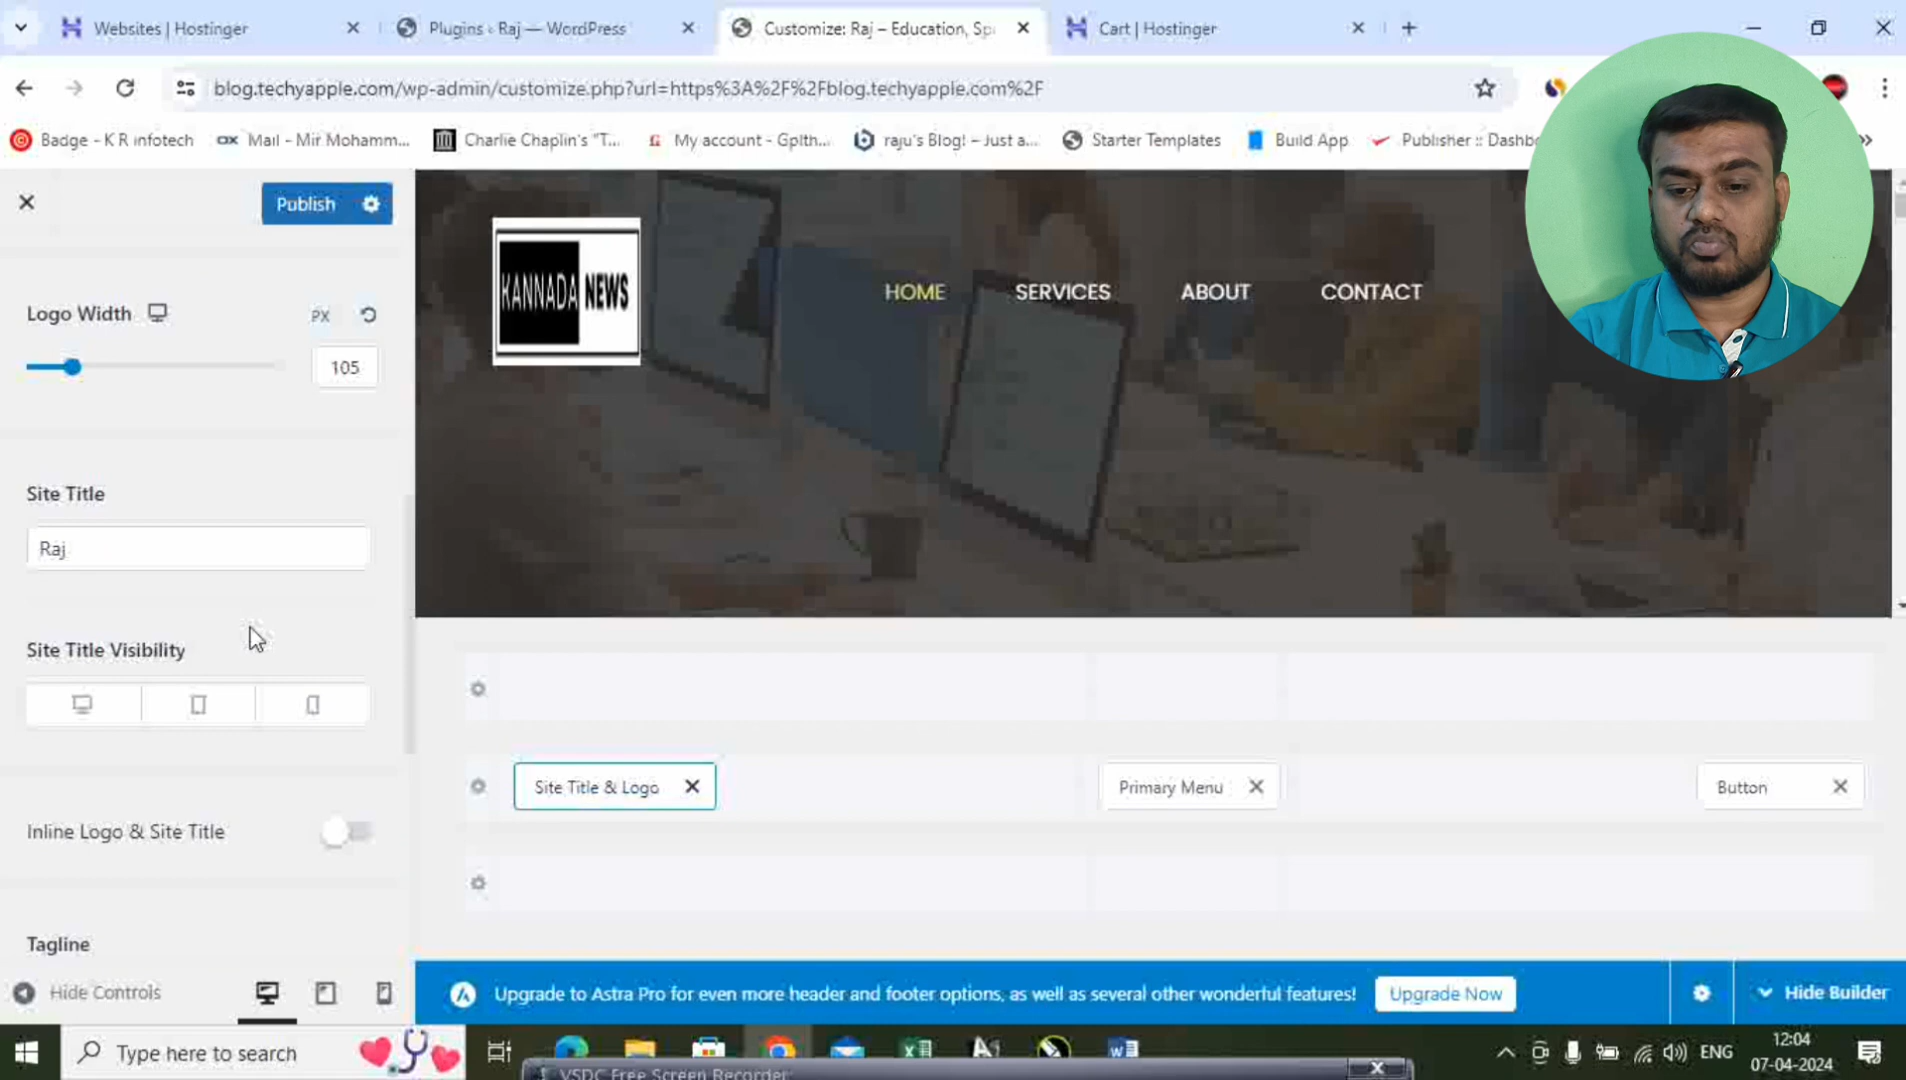 Websites | Hostinger
Plugins ‹ Raj — WordPress
Customize: Raj – Education, Sp
Cart | Hostinger
blog.techyapple.com/wp-admin/customize.php?url=https%3A%2F%2Fblog.techyapple.com%2F
Badge - K R infotech
Mail - Mir Mohamm...
Charlie Chaplin's "T...
My account - Gplth...
raju's Blog! – Just a...
Starter Templates
Build App
Publisher :: Dashbo
Publish
Logo Width
PX
105
KANNADA NEWS
HOME
SERVICES
ABOUT
CONTACT
Site Title
Raj
Site Title Visibility
Inline Logo & Site Title
Tagline
Site Title & Logo
Primary Menu
Button
Hide Controls
Upgrade to Astra Pro for even more header and footer options, as well as several other wonderful features!
Upgrade Now
Hide Builder
Type here to search
VSDC Free Screen Recorder
ENG
12:04
07-04-2024